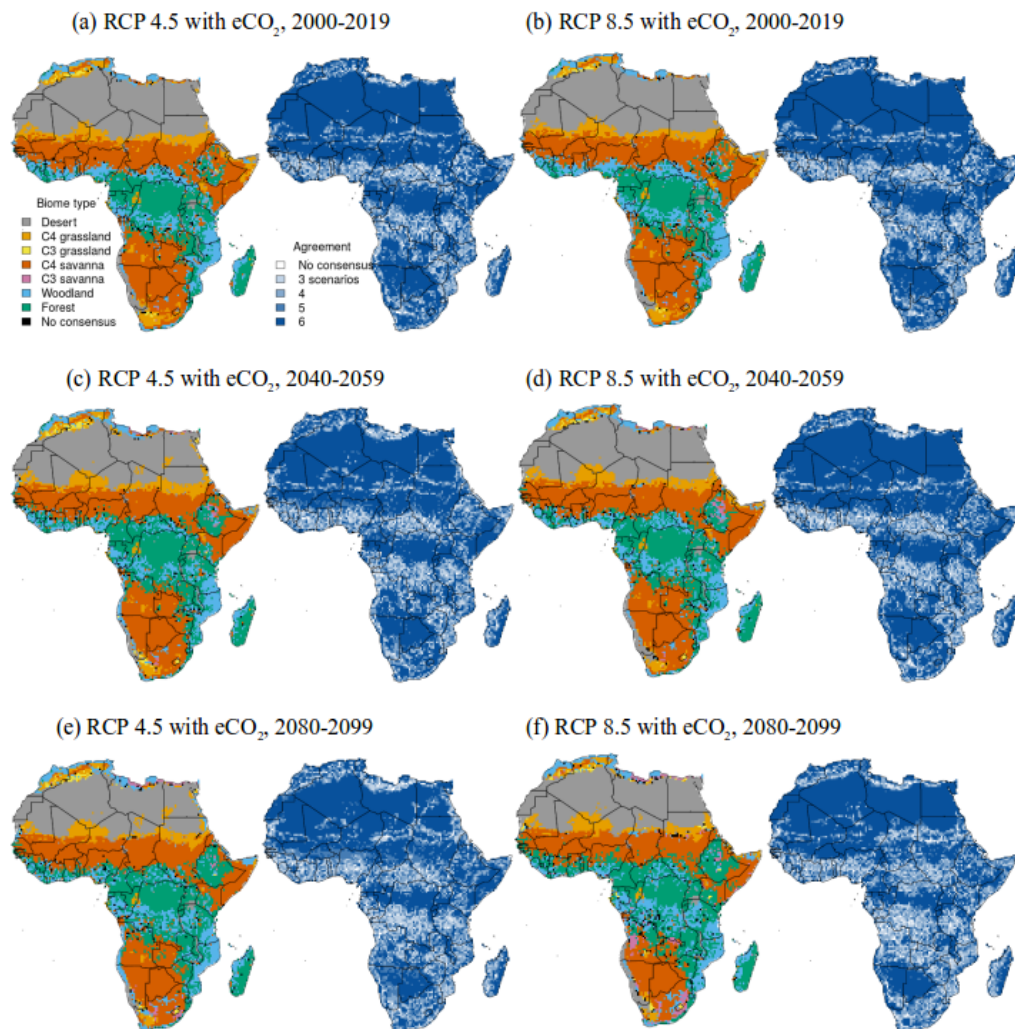 (a) RCP 4.5 with eCO₂, 2000-2019
(b) RCP 8.5 with eCO₂, 2000-2019
Biome type
Desert
C4 grassland
C3 grassland
C4 savanna
C3 savanna
Woodland
Forest
No consensus
Agreement
No consensus
3 scenarios
4
5
6
(c) RCP 4.5 with eCO₂, 2040-2059
(d) RCP 8.5 with eCO₂, 2040-2059
(e) RCP 4.5 with eCO₂, 2080-2099
(f) RCP 8.5 with eCO₂, 2080-2099